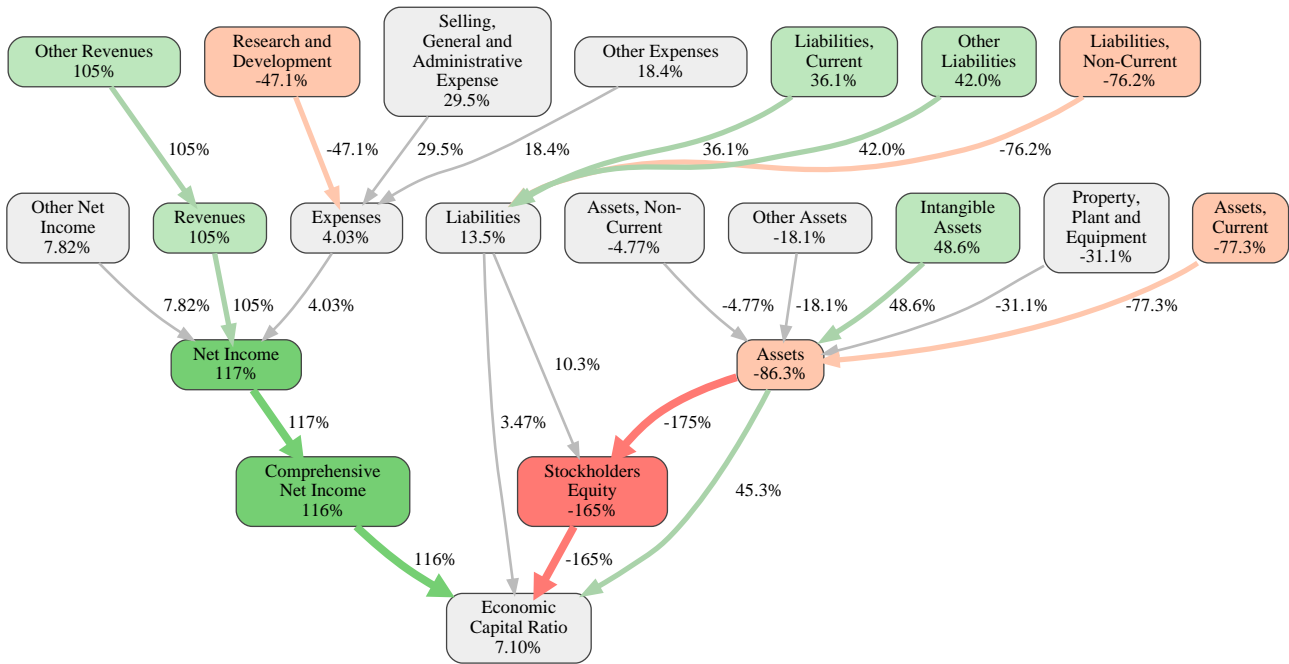 Other Revenues
105%
Research and
Development
-47.1%
Selling,
General and
Administrative
Expense
29.5%
Other Expenses
18.4%
Liabilities,
Current
36.1%
Other
Liabilities
42.0%
Liabilities,
Non-Current
-76.2%
105%
-47.1%
29.5%
18.4%
36.1%
42.0%
-76.2%
Other Net
Income
7.82%
Revenues
105%
Expenses
4.03%
Liabilities
13.5%
Assets, Non-
Current
-4.77%
Other Assets
-18.1%
Intangible
Assets
48.6%
Property,
Plant and
Equipment
-31.1%
Assets,
Current
-77.3%
7.82%
105%
4.03%
-4.77%
-18.1%
48.6%
-31.1%
-77.3%
Net Income
117%
10.3%
Assets
-86.3%
117%
3.47%
-175%
Comprehensive
Net Income
116%
Stockholders
Equity
-165%
45.3%
116%
-165%
Economic
Capital Ratio
7.10%